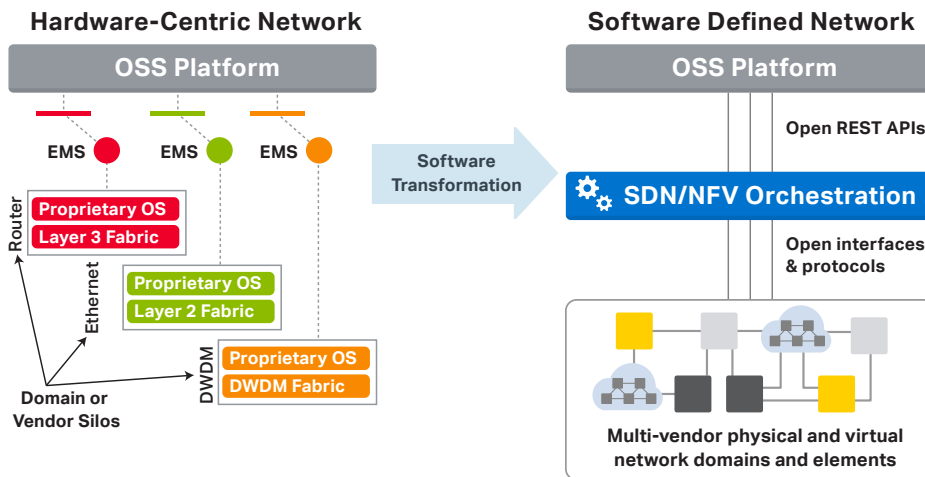 Hardware-Centric Network
OSS Platform
EMS
EMS
EMS
Router
Proprietary OS
Layer 3 Fabric
Ethernet
Proprietary OS
Layer 2 Fabric
DWDM
Proprietary OS
DWDM Fabric
Domain or
Vendor Silos
Software
Transformation
Software Defined Network
OSS Platform
Open REST APIs
SDN/NFV Orchestration
Open interfaces
& protocols
Multi-vendor physical and virtual
network domains and elements